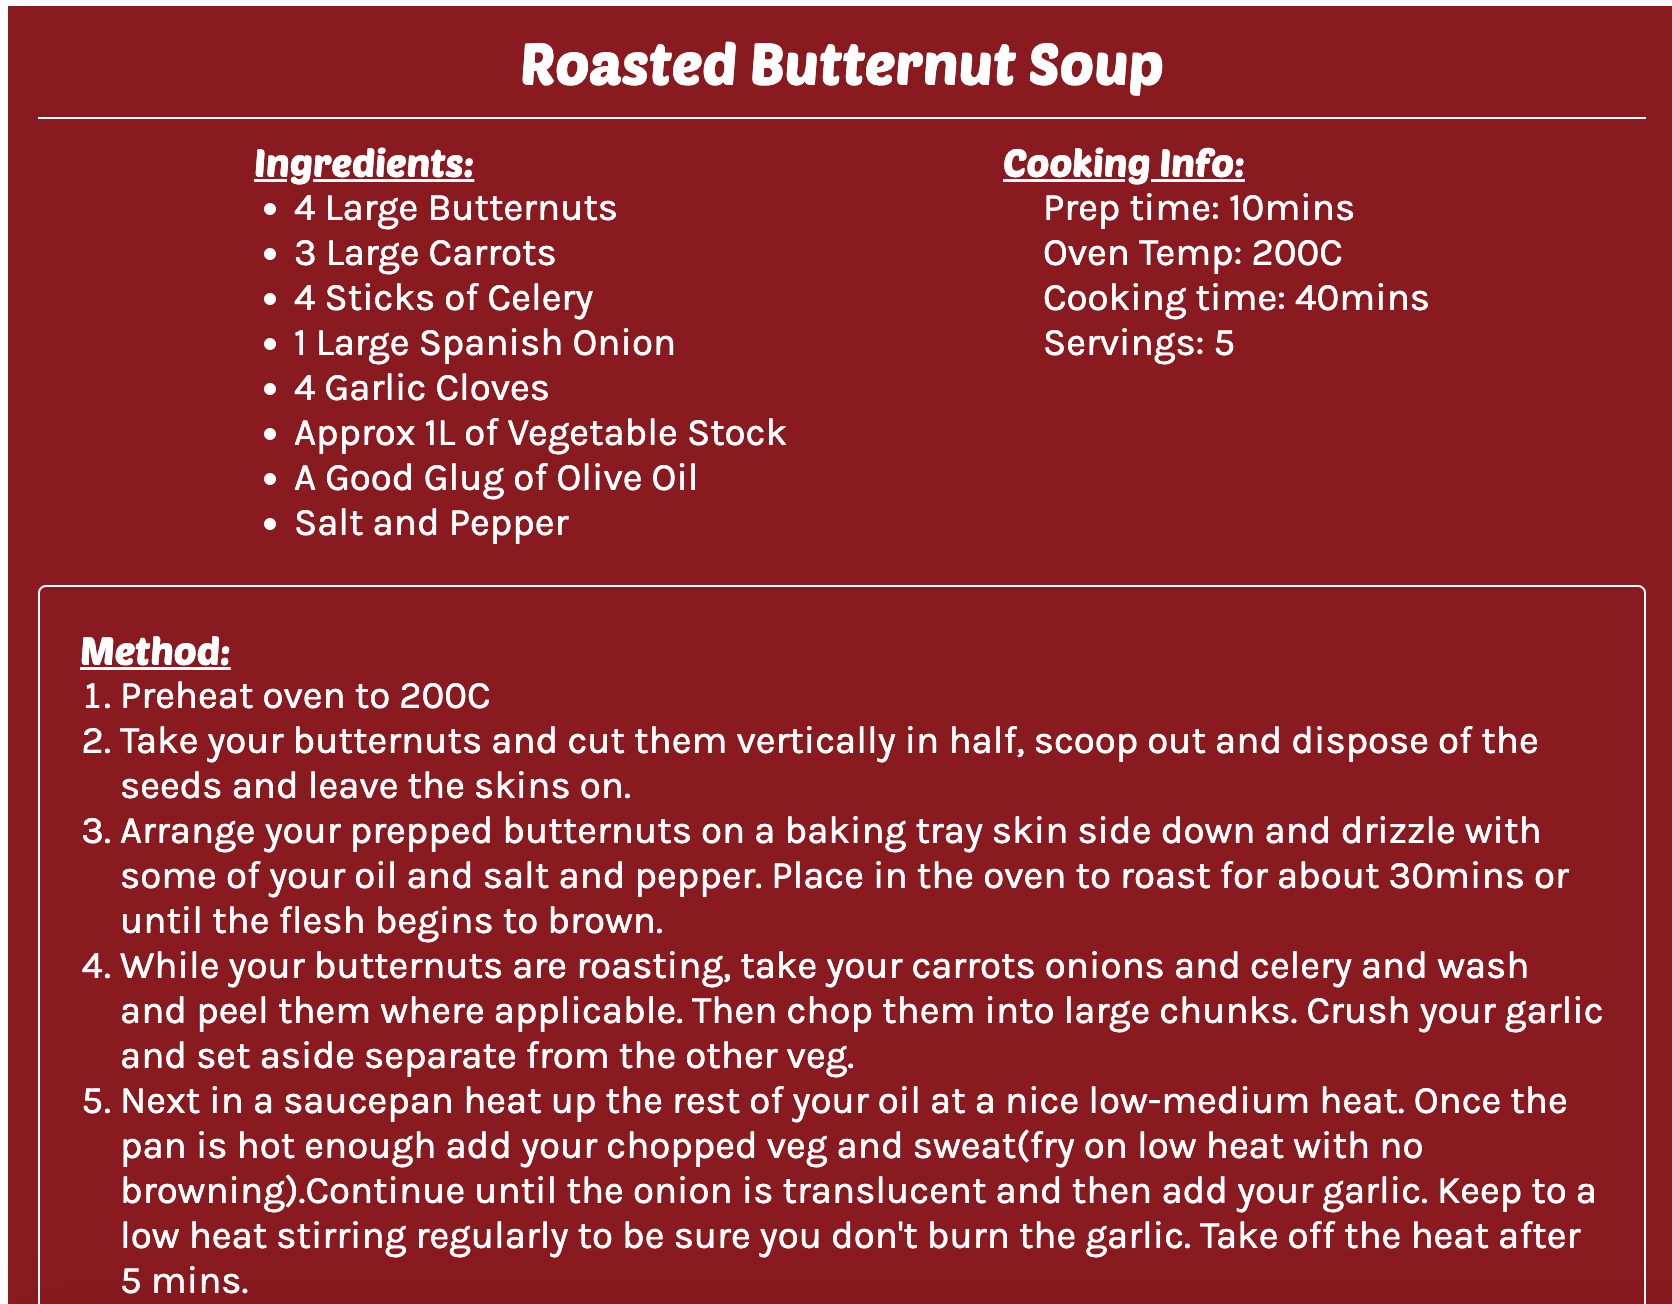 Roasted Butternut Soup
Ingredients:
• 4 Large Butternuts
• 3 Large Carrots
• 4 Sticks of Celery
• 1 Large Spanish Onion
• 4 Garlic Cloves
• Approx 1L of Vegetable Stock
• A Good Glug of Olive Oil
• Salt and Pepper
Cooking Info:
Prep time: 10mins
Oven Temp: 200C
Cooking time: 40mins
Servings: 5
Method:
1. Preheat oven to 200C
2. Take your butternuts and cut them vertically in half, scoop out and dispose of the
seeds and leave the skins on.
3. Arrange your prepped butternuts on a baking tray skin side down and drizzle with
some of your oil and salt and pepper. Place in the oven to roast for about 30mins or
until the flesh begins to brown.
4. While your butternuts are roasting, take your carrots onions and celery and wash
and peel them where applicable. Then chop them into large chunks. Crush your garlic
and set aside separate from the other veg.
5. Next in a saucepan heat up the rest of your oil at a nice low-medium heat. Once the
pan is hot enough add your chopped veg and sweat(fry on low heat with no
browning).Continue until the onion is translucent and then add your garlic. Keep to a
low heat stirring regularly to be sure you don't burn the garlic. Take off the heat after
5 mins.